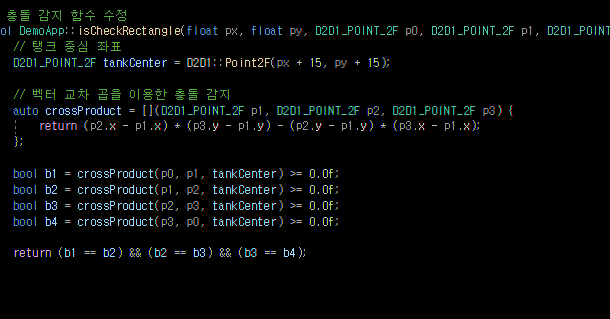 충돌 감지 함수 수정
ol DemoApp::isCheckRectangle(float px, float py, D2D1_POINT_2F p0, D2D1_POINT_2F p1, D2D1_POINT
// 탱크 중심 좌표
D2D1_POINT_2F tankCenter = D2D1::Point2F(px + 15, py + 15);
// 벡터 교차 곱을 이용한 충돌 감지
auto crossProduct = [](D2D1_POINT_2F p1, D2D1_POINT_2F p2, D2D1_POINT_2F p3) {
return (p2.x - p1.x) * (p3.y - p1.y) - (p2.y - p1.y) * (p3.x - p1.x);
};
bool b1 = crossProduct(p0, p1, tankCenter) >= 0.0f;
bool b2 = crossProduct(p1, p2, tankCenter) >= 0.0f;
bool b3 = crossProduct(p2, p3, tankCenter) >= 0.0f;
bool b4 = crossProduct(p3, p0, tankCenter) >= 0.0f;
return (b1 == b2) && (b2 == b3) && (b3 == b4);